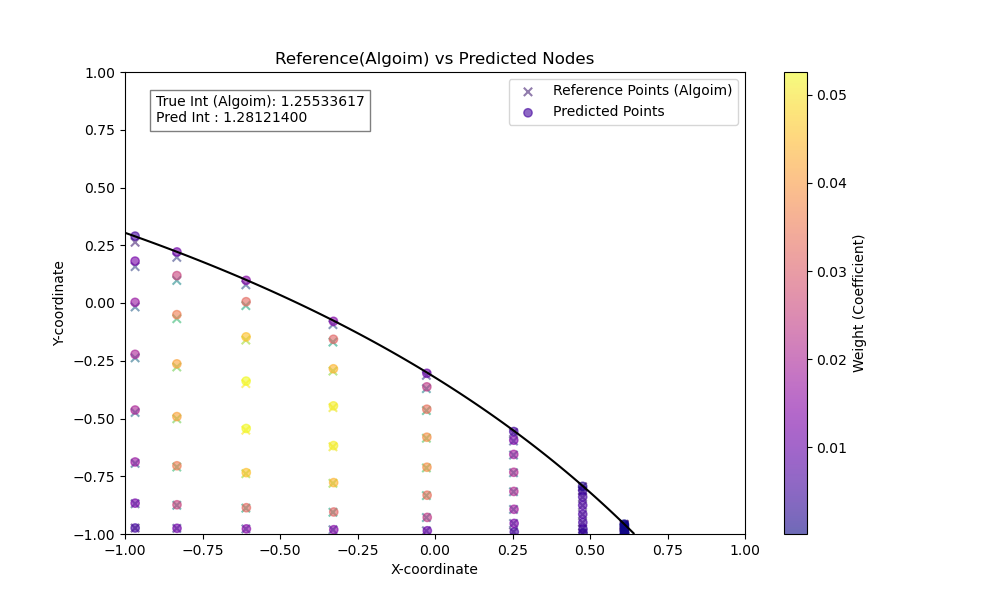 Reference(Algoim) vs Predicted Nodes
True Int (Algoim): 1.25533617
Pred Int : 1.28121400
Reference Points (Algoim)
Predicted Points
1.00
0.75
0.50
0.25
0.00
−0.25
−0.50
−0.75
−1.00
Y-coordinate
−1.00 −0.75 −0.50 −0.25 0.00 0.25 0.50 0.75 1.00
X-coordinate
0.05
0.04
0.03
0.02
0.01
Weight (Coefficient)